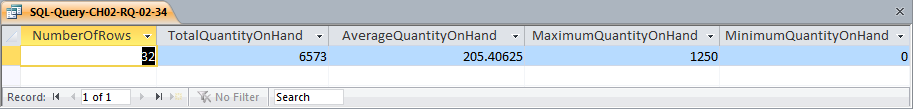 SQL-Query-CH02-RQ-02-34
NumberOfRows TotalQuantityOnHand AverageQuantityOnHand MaximumQuantityOnHand MinimumQuantityOnHand
32 6573 205.40625 1250 0
Record: 1 of 1 No Filter Search